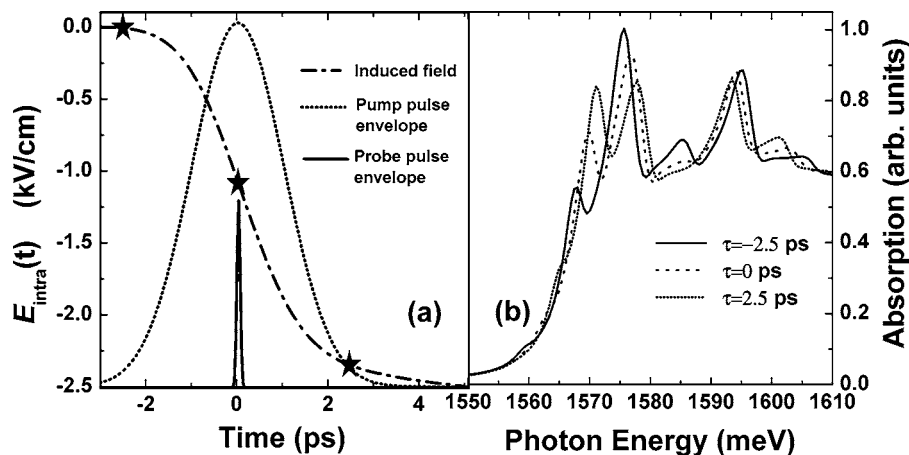 0.0
-0.5
-1.0
-1.5
-2.0
-2.5
E_intra(t) (kV/cm)
Induced field
Pump pulse
envelope
Probe pulse
envelope
(a)
-2
0
2
4
Time (ps)
τ=−2.5 ps
τ=0 ps
τ=2.5 ps
(b)
1550
1560
1570
1580
1590
1600
1610
Photon Energy (meV)
1.0
0.8
0.6
0.4
0.2
0.0
Absorption (arb. units)